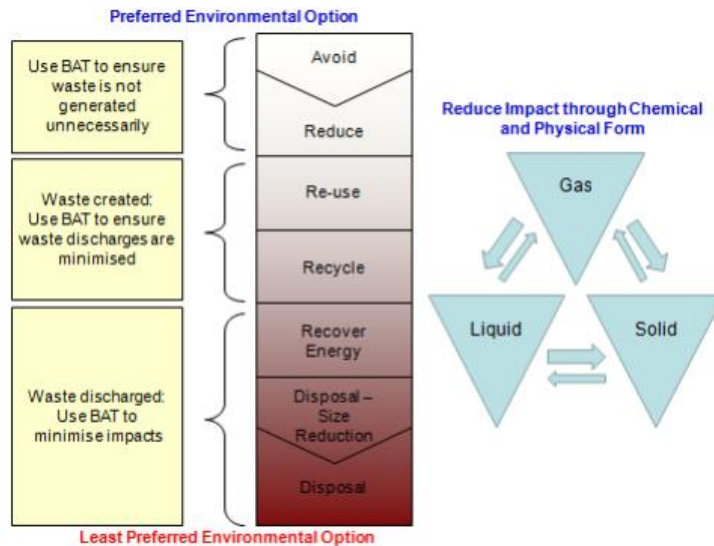 Preferred Environmental Option
Use BAT to ensure
waste is not
generated
unnecessarily
Waste created:
Use BAT to ensure
waste discharges are
minimised
Waste discharged:
Use BAT to
minimise impacts
Avoid
Reduce
Re-use
Recycle
Recover
Energy
Disposal –
Size
Reduction
Disposal
Least Preferred Environmental Option
Reduce Impact through Chemical
and Physical Form
Gas
Liquid
Solid